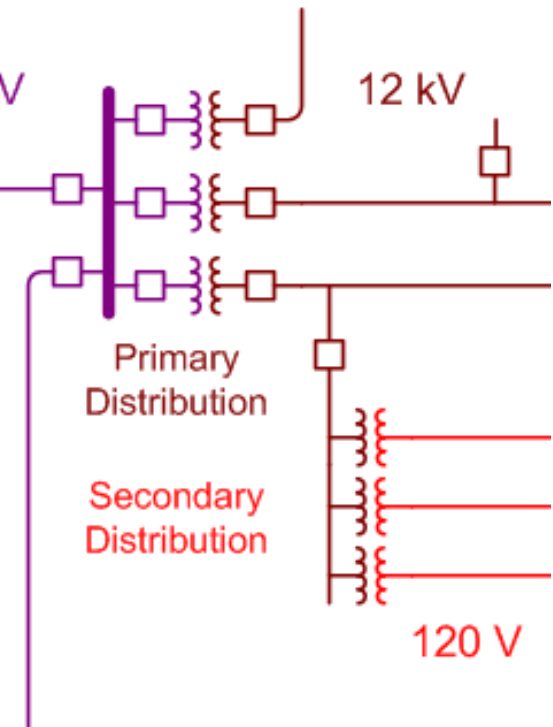 V
12 kV
Primary
Distribution
Secondary
Distribution
120 V